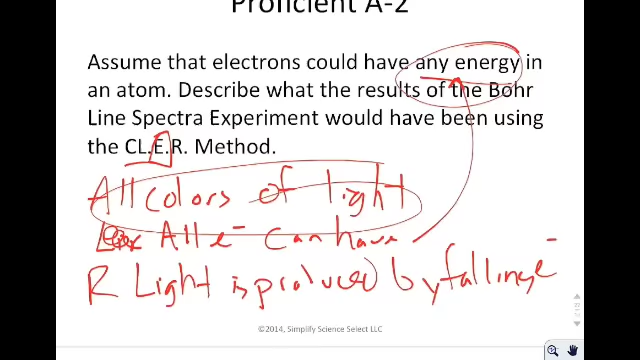 Proficient A-2
Assume that electrons could have any energy in
an atom. Describe what the results of the Bohr
Line Spectra Experiment would have been using
the CL.E.R. Method.
All colors of light
All e⁻ can have
R Light is produced by falling e⁻
©2014, Simplify Science Select LLC